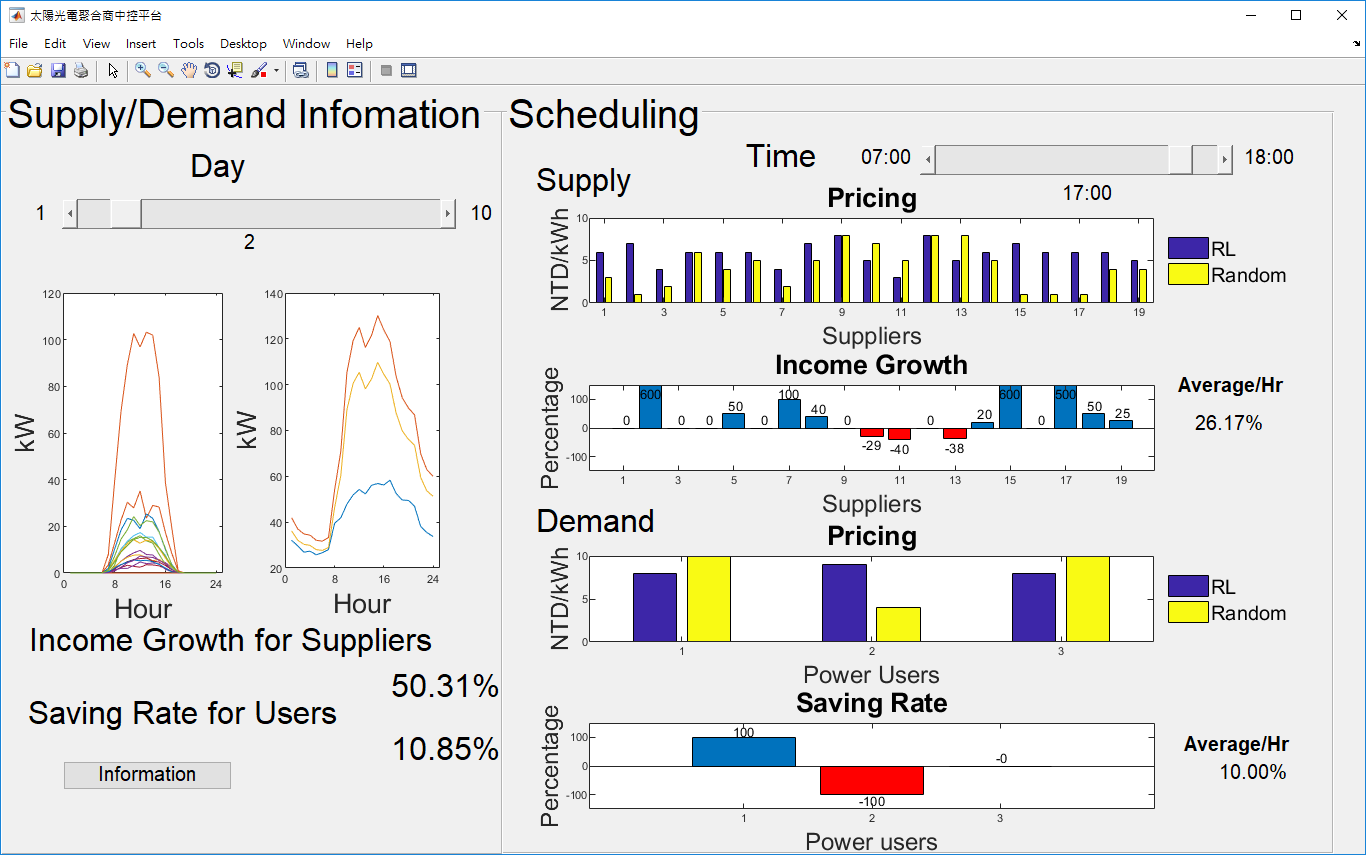 太陽光電聚合商中控平台
File Edit View Insert Tools Desktop Window Help
Supply/Demand Infomation
Day
1 10
2
120
100
80
60
40
20
0
0 8 16 24
kW
Hour
140
120
100
80
60
40
20
0 8 16 24
kW
Hour
Income Growth for Suppliers
50.31%
Saving Rate for Users
10.85%
Information
Scheduling
Time 07:00 18:00
17:00
Supply
Pricing
NTD/kWh
10
5
0
1 3 5 7 9 11 13 15 17 19
Suppliers
RL
Random
Income Growth
Percentage
100
0
-100
0 600 0 0 50 0 100 40 0 -29 -40 0 -38 20 600 0 500 50 25
1 3 5 7 9 11 13 15 17 19
Suppliers
Average/Hr
26.17%
Demand
Pricing
NTD/kWh
10
5
0
1 2 3
Power Users
RL
Random
Saving Rate
Percentage
100
0
-100
100 -100 -0
1 2 3
Power users
Average/Hr
10.00%